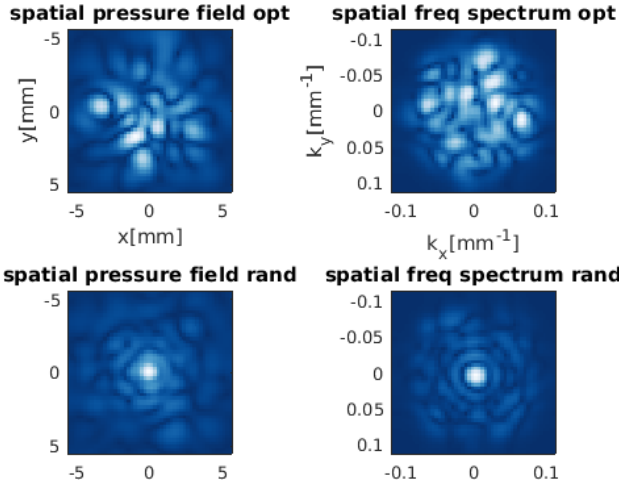 spatial pressure field opt
-5
0
5
y[mm]
-5 0 5
x[mm]
spatial freq spectrum opt
-0.1
-0.05
0
0.05
0.1
k_y[mm^-1]
-0.1 0 0.1
k_x[mm^-1]
spatial pressure field rand
-5
0
5
-5 0 5
spatial freq spectrum rand
-0.1
-0.05
0
0.05
0.1
-0.1 0 0.1